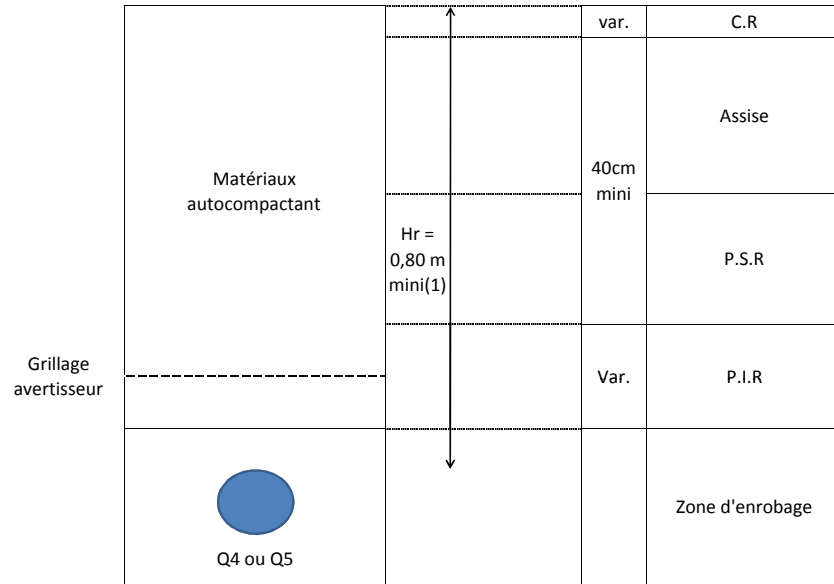 var.
C.R
Assise
40cm
mini
Matériaux
autocompactant
Hr =
0,80 m
mini(1)
P.S.R
Grillage
avertisseur
Var.
P.I.R
Zone d'enrobage
Q4 ou Q5